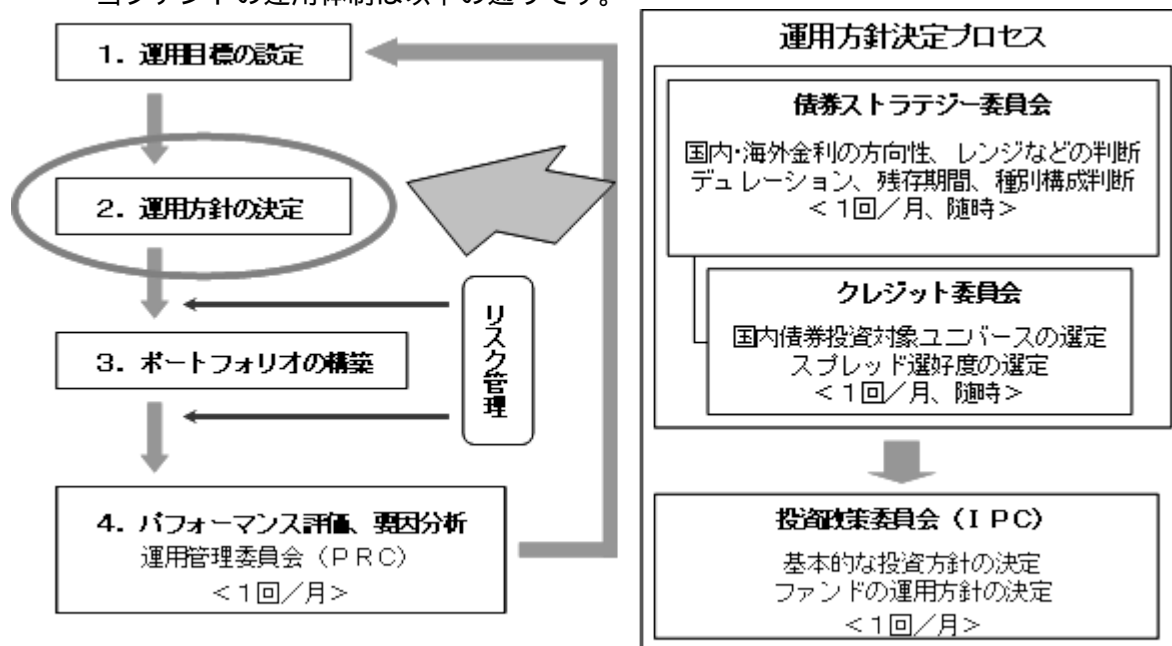 当ファンドの運用体制は以下の通りです。
1．運用目標の設定
2．運用方針の決定
3．ポートフォリオの構築
リスク管理
4．パフォーマンス評価、要因分析
運用管理委員会（ＰＲＣ）
＜１回／月＞
運用方針決定プロセス
債券ストラテジー委員会
国内・海外金利の方向性、レンジなどの判断
デュレーション、残存期間、種別構成判断
＜１回／月、随時＞
クレジット委員会
国内債券投資対象ユニバースの選定
スプレッド選好度の選定
＜１回／月、随時＞
投資政策委員会（ＩＰＣ）
基本的な投資方針の決定
ファンドの運用方針の決定
＜１回／月＞